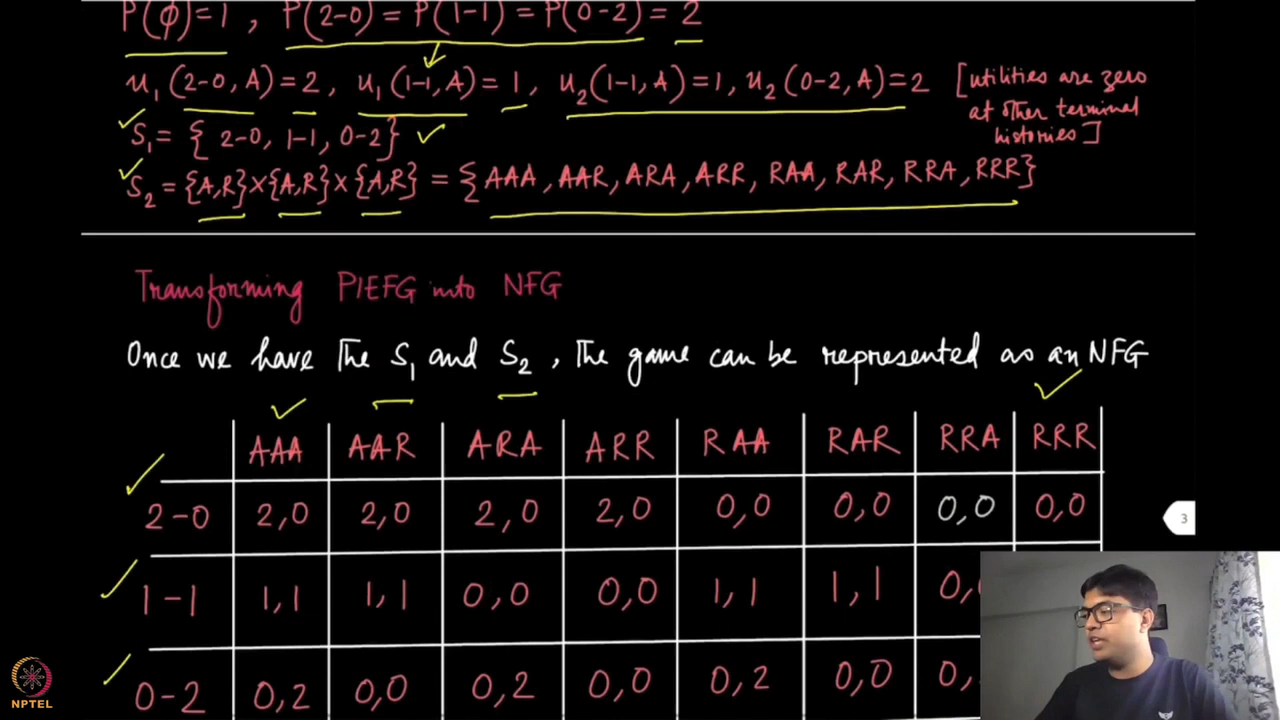 P(ϕ)=1, P(2-0) = P(1-1) = P(0-2) = 2
u₁(2-0, A) = 2, u₁(1-1, A) = 1, u₂(1-1, A) = 1, u₂(0-2, A) = 2 [utilities are zero
at other terminal
histories]
S₁ = { 2-0, 1-1, 0-2}
S₂ = {A,R}×{A,R}×{A,R} = {AAA, AAR, ARA, ARR, RAA, RAR, RRA, RRR}
Transforming PIEFG into NFG
Once we have the S₁ and S₂, the game can be represented as an NFG
AAA AAR ARA ARR RAA RAR RRA RRR
2-0 2,0 2,0 2,0 2,0 0,0 0,0 0,0 0,0
3
1-1 1,1 1,1 0,0 0,0 1,1 1,1 0,
0-2 0,2 0,0 0,2 0,0 0,2 0,0 0,
NPTEL